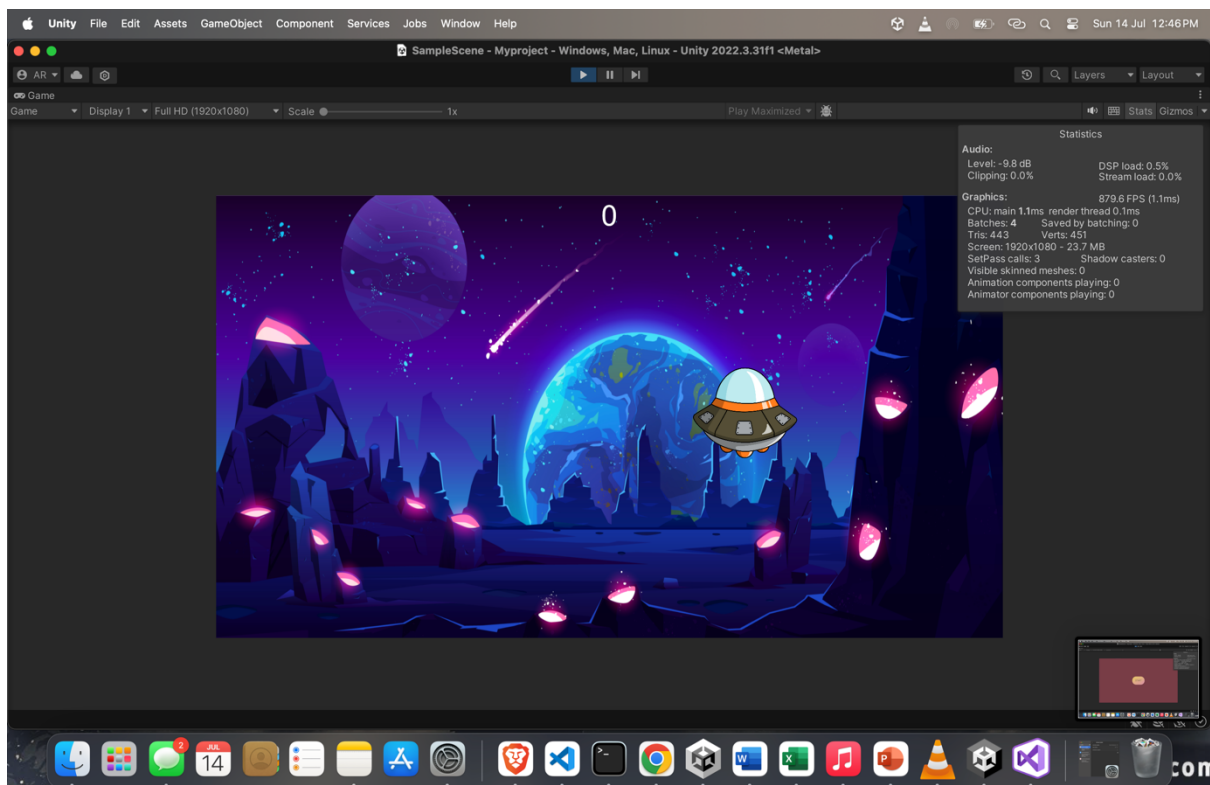 Unity File Edit Assets GameObject Component Services Jobs Window Help Sun 14 Jul 12:46 PM
SampleScene - Myproject - Windows, Mac, Linux - Unity 2022.3.31f1 <Metal>
AR Layers Layout
Game
Game Display 1 Full HD (1920x1080) Scale 1x Play Maximized Stats Gizmos
Statistics
Audio:
Level: -9.8 dB DSP load: 0.5%
Clipping: 0.0% Stream load: 0.0%
Graphics: 879.6 FPS (1.1ms)
CPU: main 1.1ms render thread 0.1ms
Batches: 4 Saved by batching: 0
Tris: 443 Verts: 451
Screen: 1920x1080 - 23.7 MB
SetPass calls: 3 Shadow casters: 0
Visible skinned meshes: 0
Animation components playing: 0
Animator components playing: 0
0
2
JUL
14
com